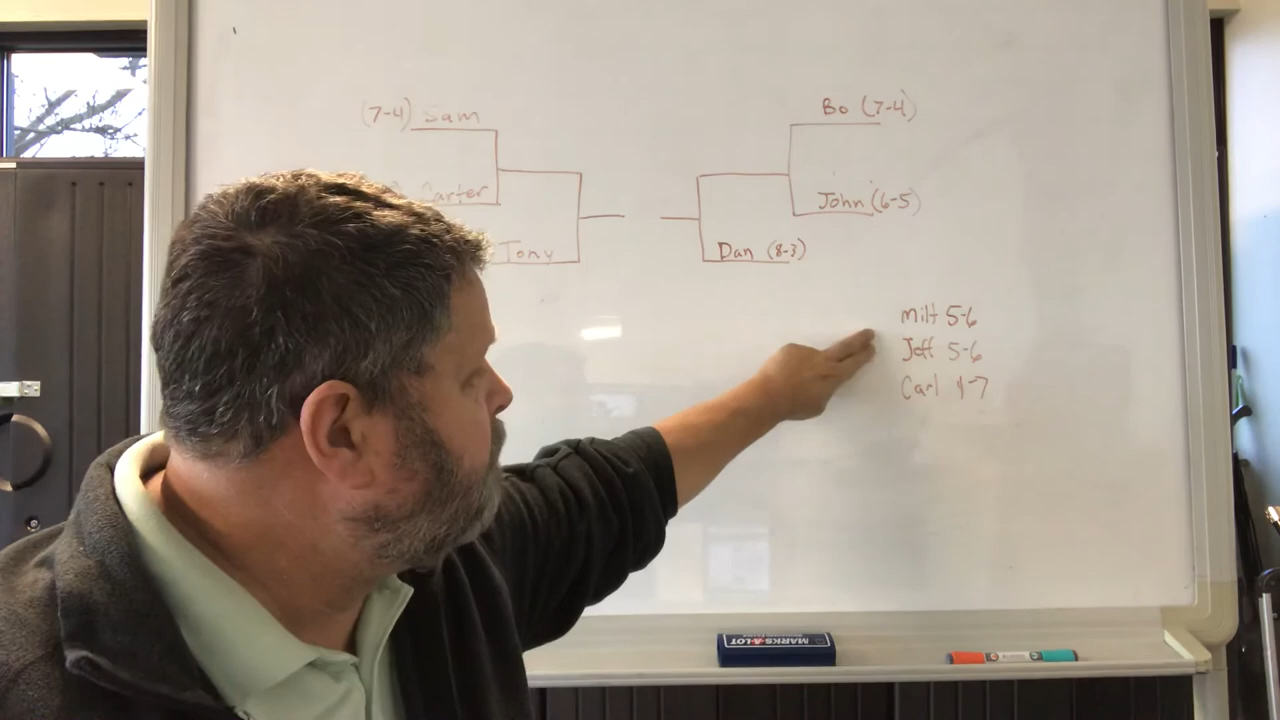 (7-4) Sam
Carter
Tony
Bo (7-4)
John (6-5)
Dan (8-3)
Milt 5-6
Jeff 5-6
Carl 4-7
MARKS-A-LOT